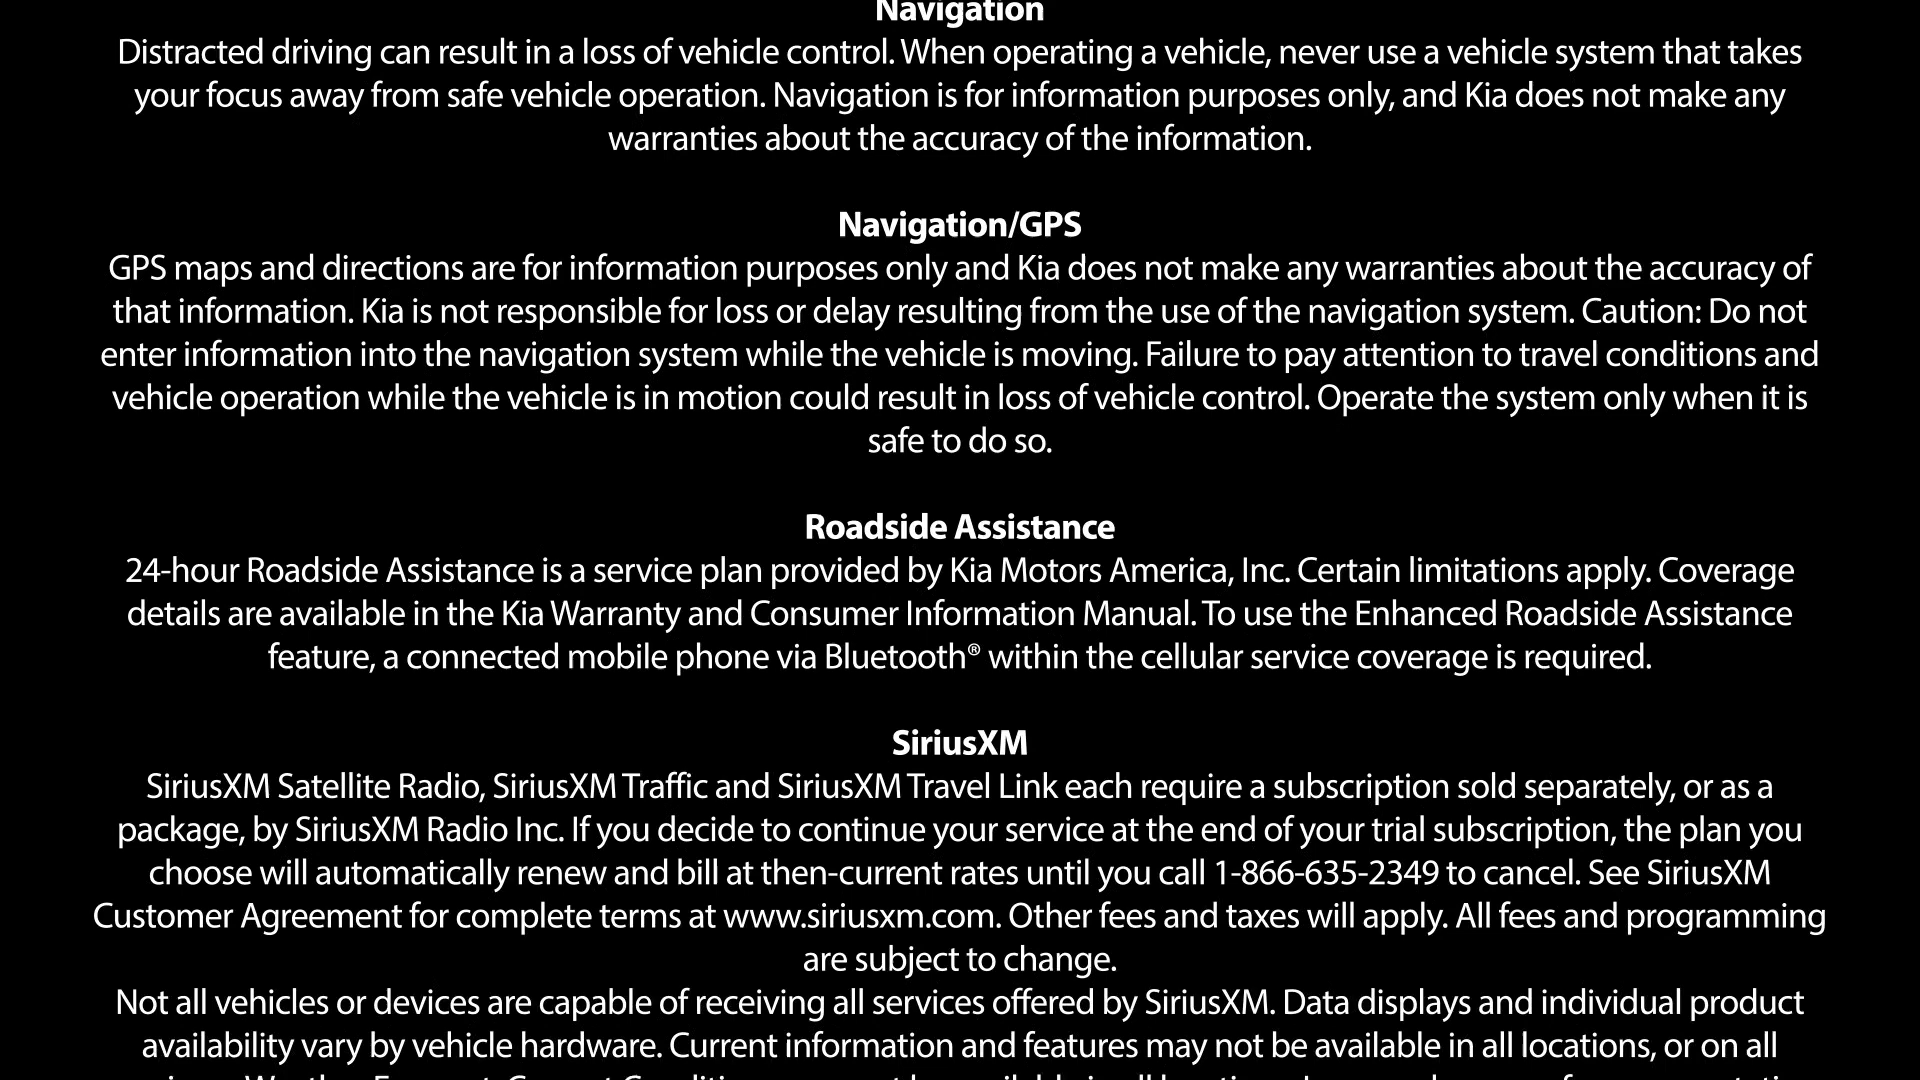 Navigation
Distracted driving can result in a loss of vehicle control. When operating a vehicle, never use a vehicle system that takes
your focus away from safe vehicle operation. Navigation is for information purposes only, and Kia does not make any
warranties about the accuracy of the information.
Navigation/GPS
GPS maps and directions are for information purposes only and Kia does not make any warranties about the accuracy of
that information. Kia is not responsible for loss or delay resulting from the use of the navigation system. Caution: Do not
enter information into the navigation system while the vehicle is moving. Failure to pay attention to travel conditions and
vehicle operation while the vehicle is in motion could result in loss of vehicle control. Operate the system only when it is
safe to do so.
Roadside Assistance
24-hour Roadside Assistance is a service plan provided by Kia Motors America, Inc. Certain limitations apply. Coverage
details are available in the Kia Warranty and Consumer Information Manual. To use the Enhanced Roadside Assistance
feature, a connected mobile phone via Bluetooth® within the cellular service coverage is required.
SiriusXM
SiriusXM Satellite Radio, SiriusXM Traffic and SiriusXM Travel Link each require a subscription sold separately, or as a
package, by SiriusXM Radio Inc. If you decide to continue your service at the end of your trial subscription, the plan you
choose will automatically renew and bill at then-current rates until you call 1-866-635-2349 to cancel. See SiriusXM
Customer Agreement for complete terms at www.siriusxm.com. Other fees and taxes will apply. All fees and programming
are subject to change.
Not all vehicles or devices are capable of receiving all services offered by SiriusXM. Data displays and individual product
availability vary by vehicle hardware. Current information and features may not be available in all locations, or on all